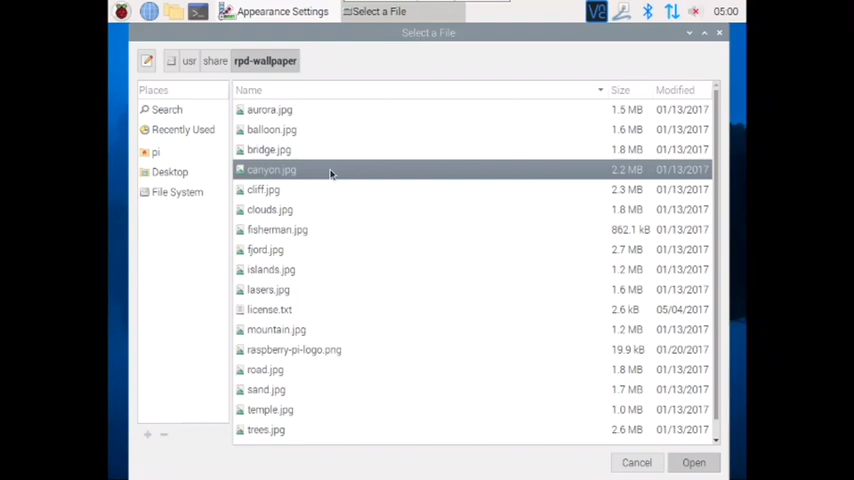 Appearance Settings Select a File 05:00
Select a File
usr share rpd-wallpaper
Places Name Size Modified
Search aurora.jpg 1.5 MB 01/13/2017
Recently Used balloon.jpg 1.6 MB 01/13/2017
pi bridge.jpg 1.8 MB 01/13/2017
Desktop canyon.jpg 2.2 MB 01/13/2017
File System cliff.jpg 2.3 MB 01/13/2017
clouds.jpg 1.8 MB 01/13/2017
fisherman.jpg 862.1 kB 01/13/2017
fjord.jpg 2.7 MB 01/13/2017
islands.jpg 1.2 MB 01/13/2017
lasers.jpg 1.6 MB 01/13/2017
license.txt 2.6 kB 05/04/2017
mountain.jpg 1.2 MB 01/13/2017
raspberry-pi-logo.png 19.9 kB 01/20/2017
road.jpg 1.8 MB 01/13/2017
sand.jpg 1.7 MB 01/13/2017
temple.jpg 1.0 MB 01/13/2017
trees.jpg 2.6 MB 01/13/2017
Cancel Open